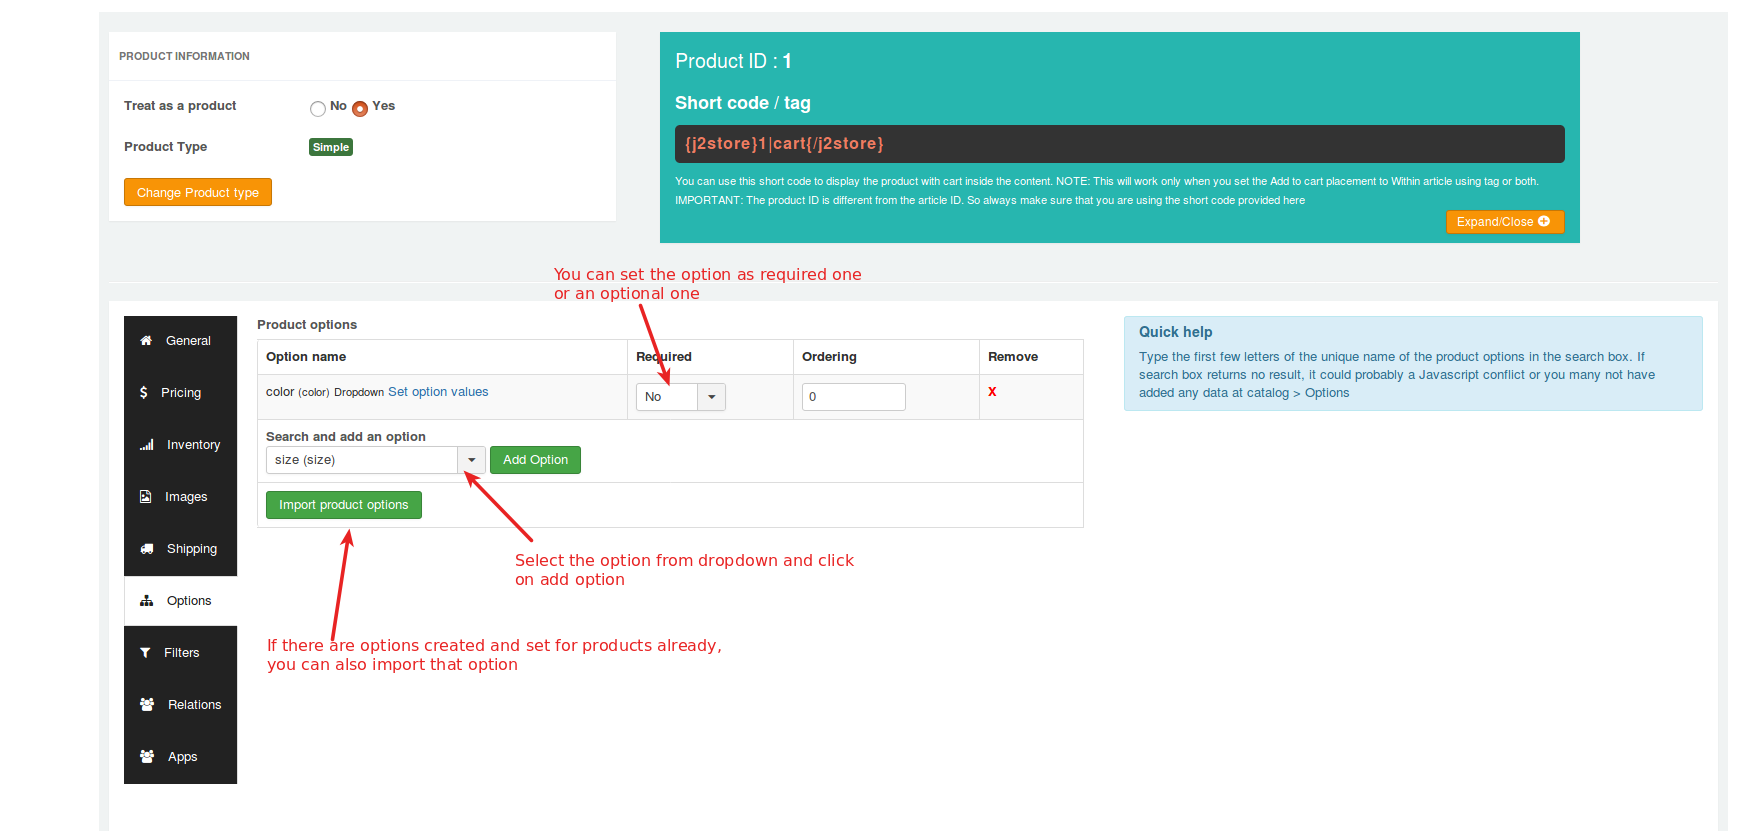 PRODUCT INFORMATION
Treat as a product
No Yes
Product Type
Simple
Change Product type
Product ID : 1
Short code / tag
{j2store}1|cart{/j2store}
You can use this short code to display the product with cart inside the content. NOTE: This will work only when you set the Add to cart placement to Within article using tag or both.
IMPORTANT: The product ID is different from the article ID. So always make sure that you are using the short code provided here
Expand/Close
You can set the option as required one
or an optional one
General
Pricing
Inventory
Images
Shipping
Options
Filters
Relations
Apps
Product options
Option name Required Ordering Remove
color (color) Dropdown Set option values No 0 X
Search and add an option
size (size) Add Option
Import product options
Select the option from dropdown and click
on add option
If there are options created and set for products already,
you can also import that option
Quick help
Type the first few letters of the unique name of the product options in the search box. If
search box returns no result, it could probably a Javascript conflict or you many not have
added any data at catalog > Options